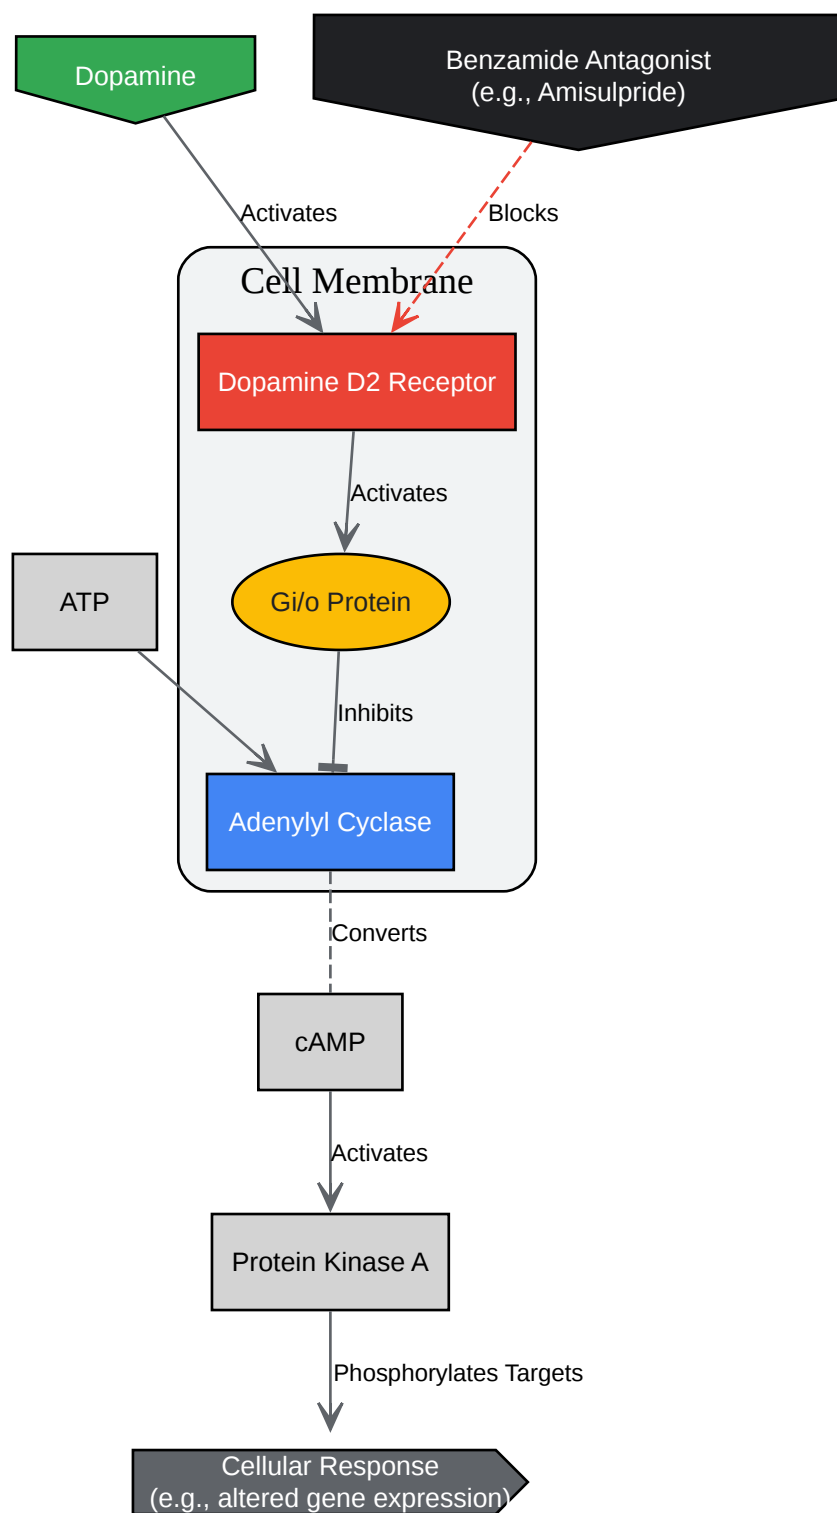 Dopamine
Benzamide Antagonist
(e.g., Amisulpride)
Activates
Blocks
Cell Membrane
Dopamine D2 Receptor
Activates
ATP
Gi/o Protein
Inhibits
Adenylyl Cyclase
Converts
cAMP
Activates
Protein Kinase A
Phosphorylates Targets
Cellular Response
(e.g., altered gene expression)